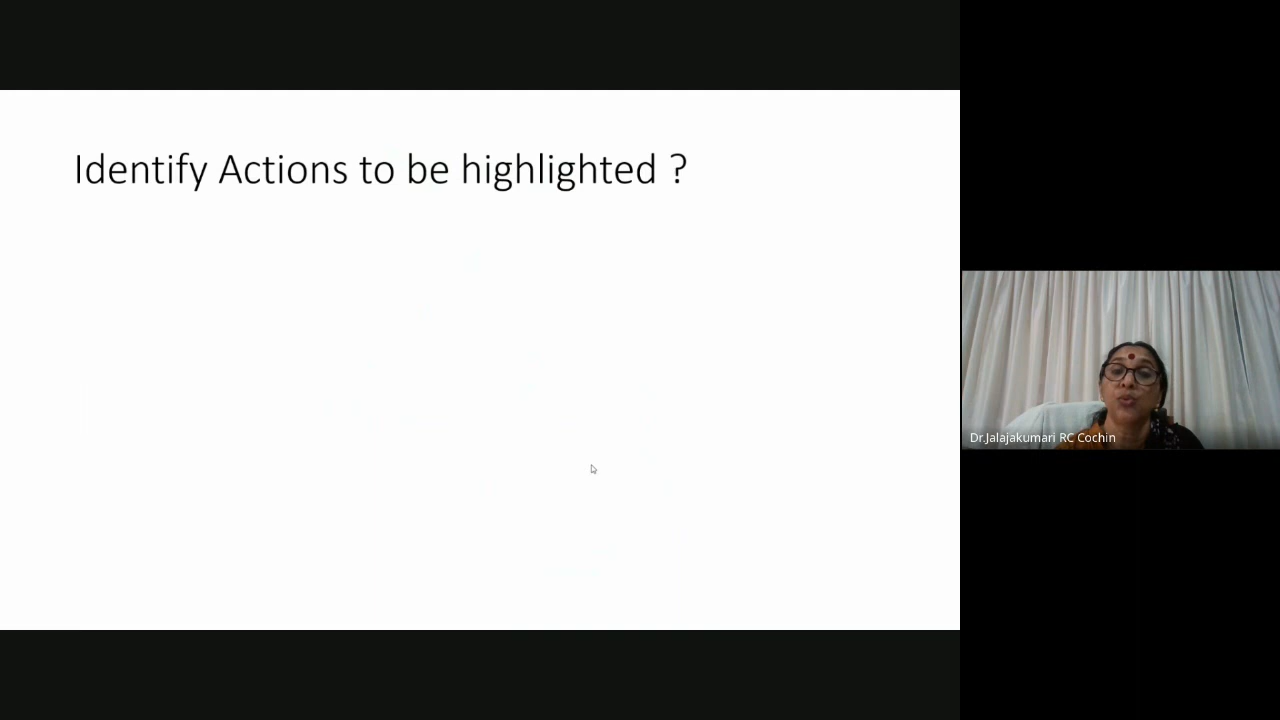 Identify Actions to be highlighted ?
Dr.Jalajakumari RC Cochin